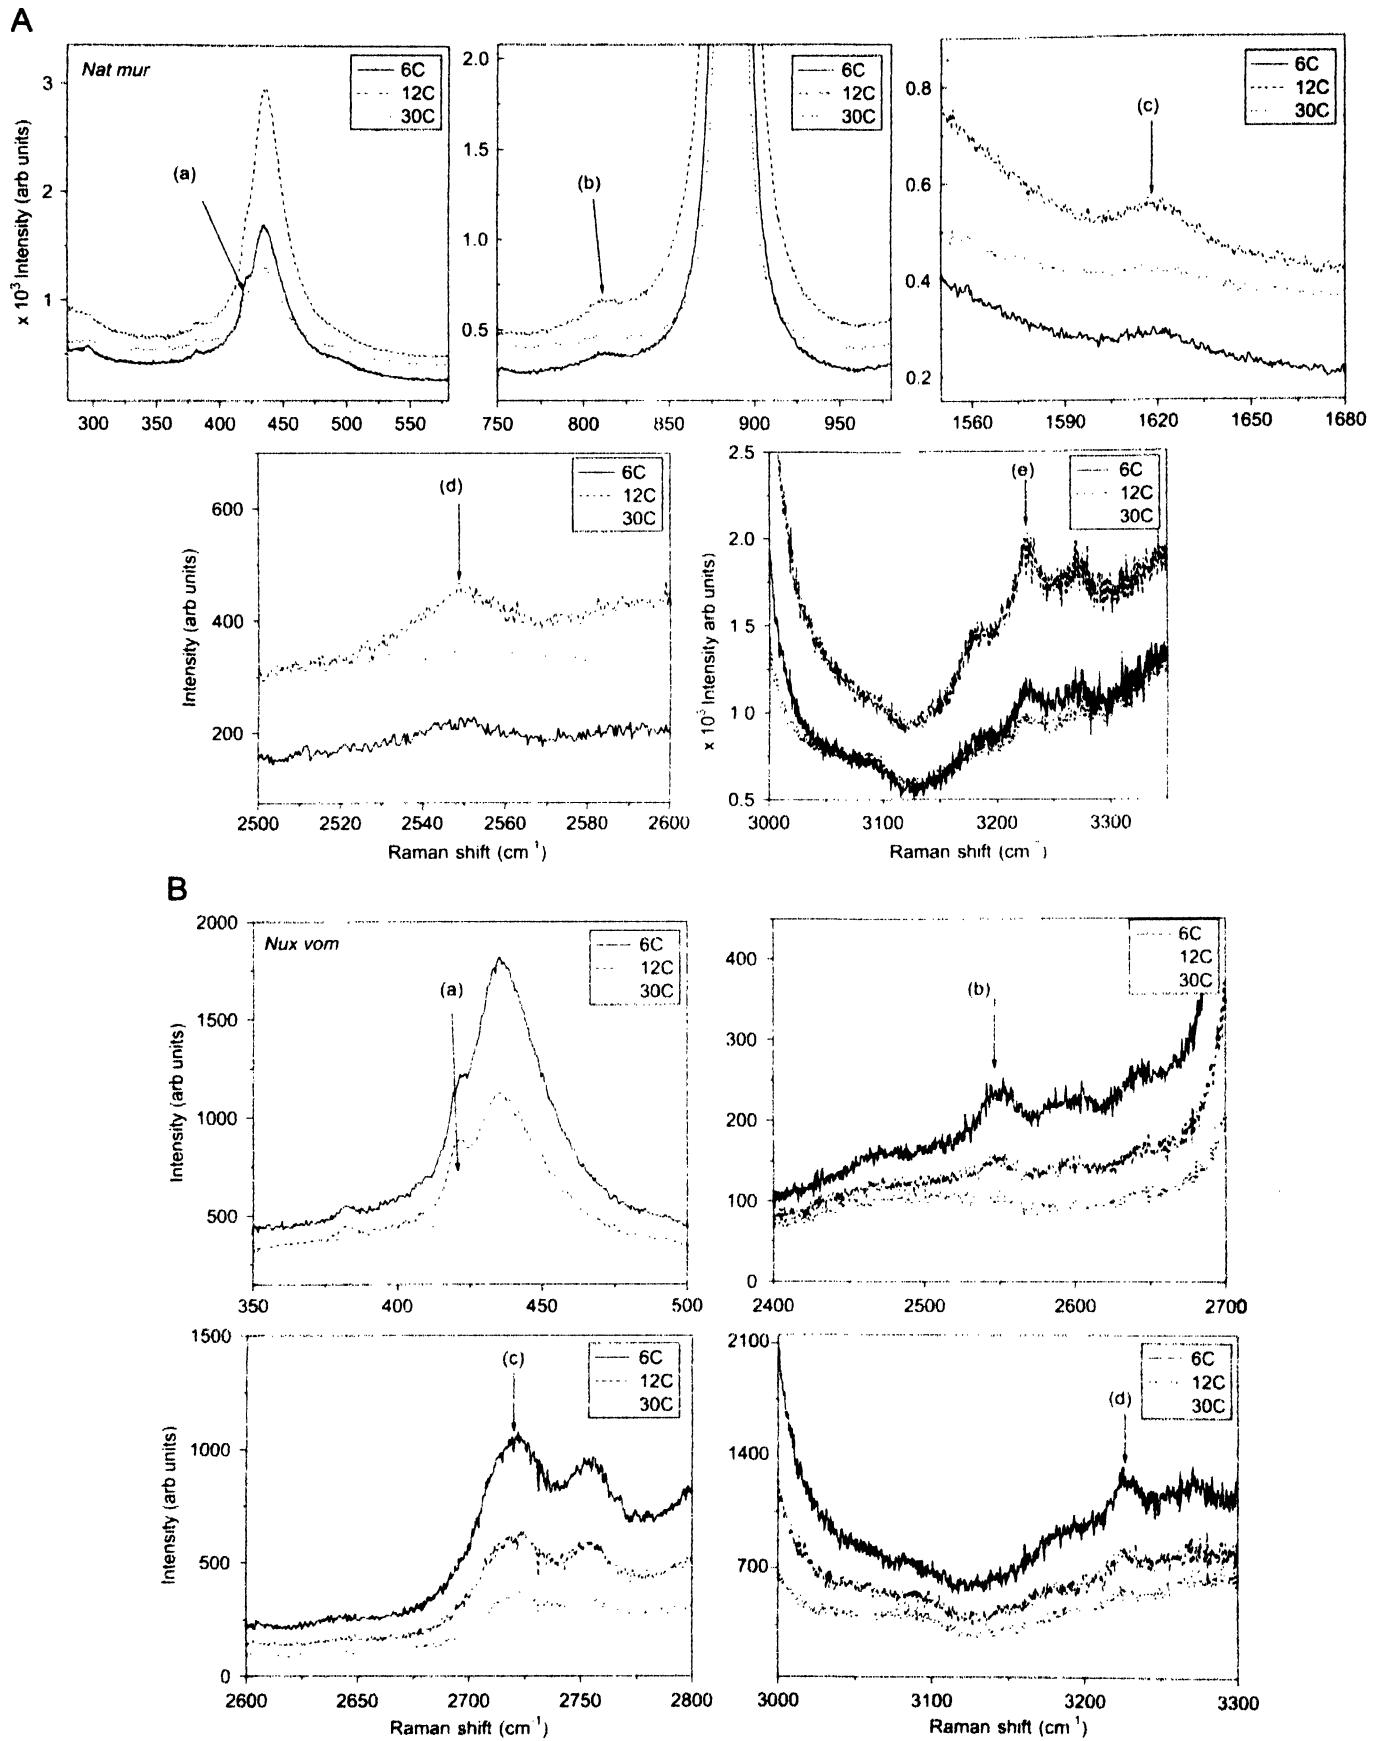 A
Nat mur
6C
12C
30C
(a)
x 10³ Intensity (arb units)
3
2
1
300 350 400 450 500 550
6C
12C
30C
(b)
2.0
1.5
1.0
0.5
750 800 850 900 950
6C
12C
30C
(c)
0.8
0.6
0.4
0.2
1560 1590 1620 1650 1680
6C
12C
30C
(d)
Intensity (arb units)
600
400
200
2500 2520 2540 2560 2580 2600
Raman shift (cm⁻¹)
6C
12C
30C
(e)
x 10³ Intensity arb units)
2.5
2.0
1 5
1 0
0.5
3000 3100 3200 3300
Raman shift (cm⁻¹)
B
Nux vom
6C
12C
30C
(a)
Intensity (arb units)
2000
1500
1000
500
350 400 450 500
6C
12C
30C
(b)
400
300
200
100
0
2400 2500 2600 2700
6C
12C
30C
(c)
Intensity (arb units)
1500
1000
500
0
2600 2650 2700 2750 2800
Raman shift (cm⁻¹)
6C
12C
30C
(d)
2100
1400
700
3000 3100 3200 3300
Raman shift (cm⁻¹)